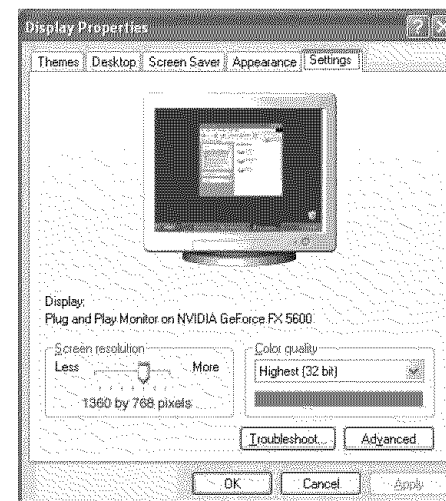 Display Properties
Themes Desktop Screen Saver Appearance Settings
Display:
Plug and Play Monitor on NVIDIA GeForce FX 5600
Screen resolution
Less More
1360 by 768 pixels
Color quality
Highest (32 bit)
Troubleshoot... Advanced
OK Cancel Apply